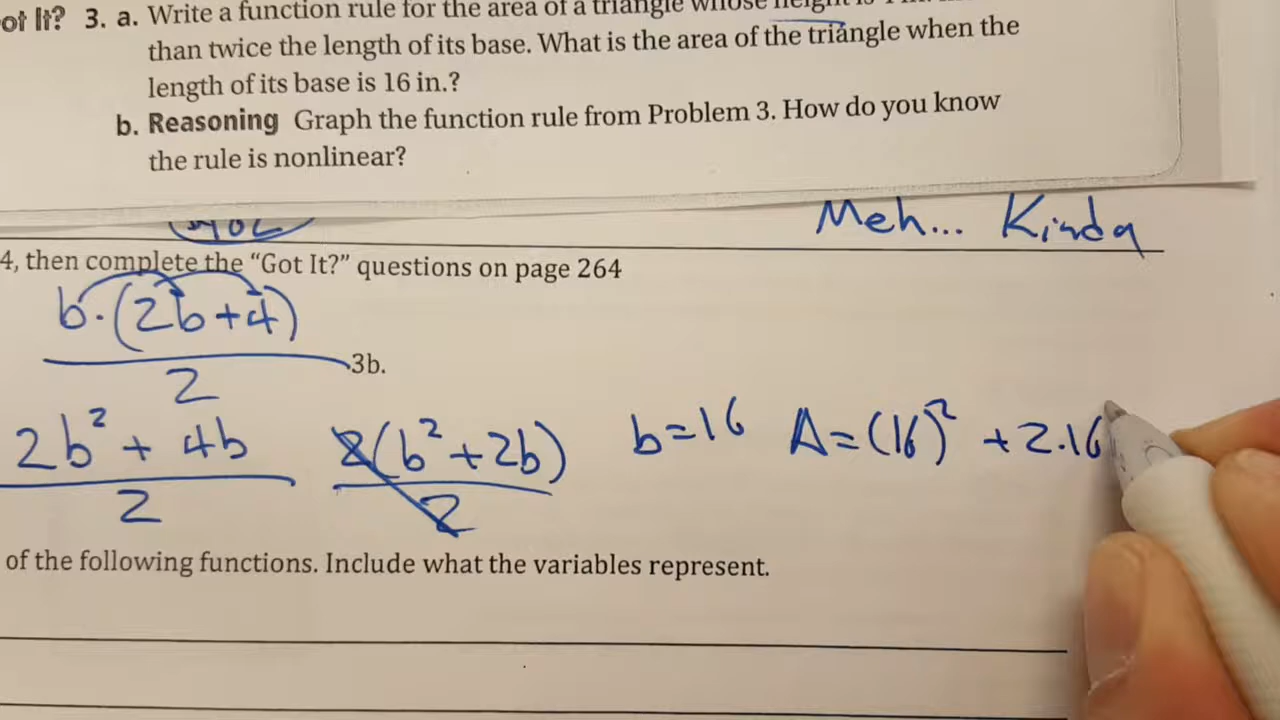 ot It? 3. a. Write a function rule for the area of a triangle whose height is 4 in.
than twice the length of its base. What is the area of the triangle when the
length of its base is 16 in.?
b. Reasoning Graph the function rule from Problem 3. How do you know
the rule is nonlinear?
Meh... Kinda
4, then complete the “Got It?” questions on page 264
b·(2b+4)
2
3b.
2b² + 4b
2
2(b²+2b)
2
b=16 A=(16)² +2·16
of the following functions. Include what the variables represent.